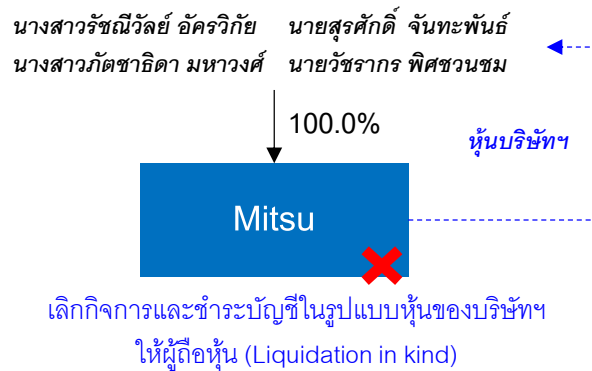 นางสาวรัชณีวัลย์ อัครวิกัย นายสุรศักดิ์ จันทะพันธ์
นางสาวภัตชาธิดา มหาวงศ์ นายวัชรากร พิศชวนชม
100.0%
หุ้นบริษัทฯ
Mitsu
เลิกกิจการและชำระบัญชีในรูปแบบหุ้นของบริษัทฯ
ให้ผู้ถือหุ้น (Liquidation in kind)